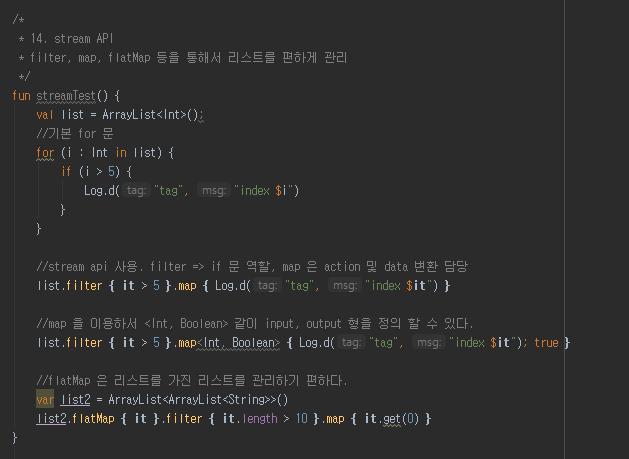 /*
 * 14. stream API
 * filter, map, flatMap 등을 통해서 리스트를 편하게 관리
 */
fun streamTest() {
    val list = ArrayList<Int>();
    //기본 for 문
    for (i : Int in list) {
        if (i > 5) {
            Log.d( tag: "tag", msg: "index $i")
        }
    }

    //stream api 사용. filter => if 문 역할, map 은 action 및 data 변환 담당
    list.filter { it > 5 }.map { Log.d( tag: "tag", msg: "index $it") }

    //map 을 이용하서 <Int, Boolean> 같이 input, output 형을 정의 할 수 있다.
    list.filter { it > 5 }.map<Int, Boolean> { Log.d( tag: "tag", msg: "index $it"); true }

    //flatMap 은 리스트를 가진 리스트를 관리하기 편하다.
    var list2 = ArrayList<ArrayList<String>>()
    list2.flatMap { it }.filter { it.length > 10 }.map { it.get(0) }
}